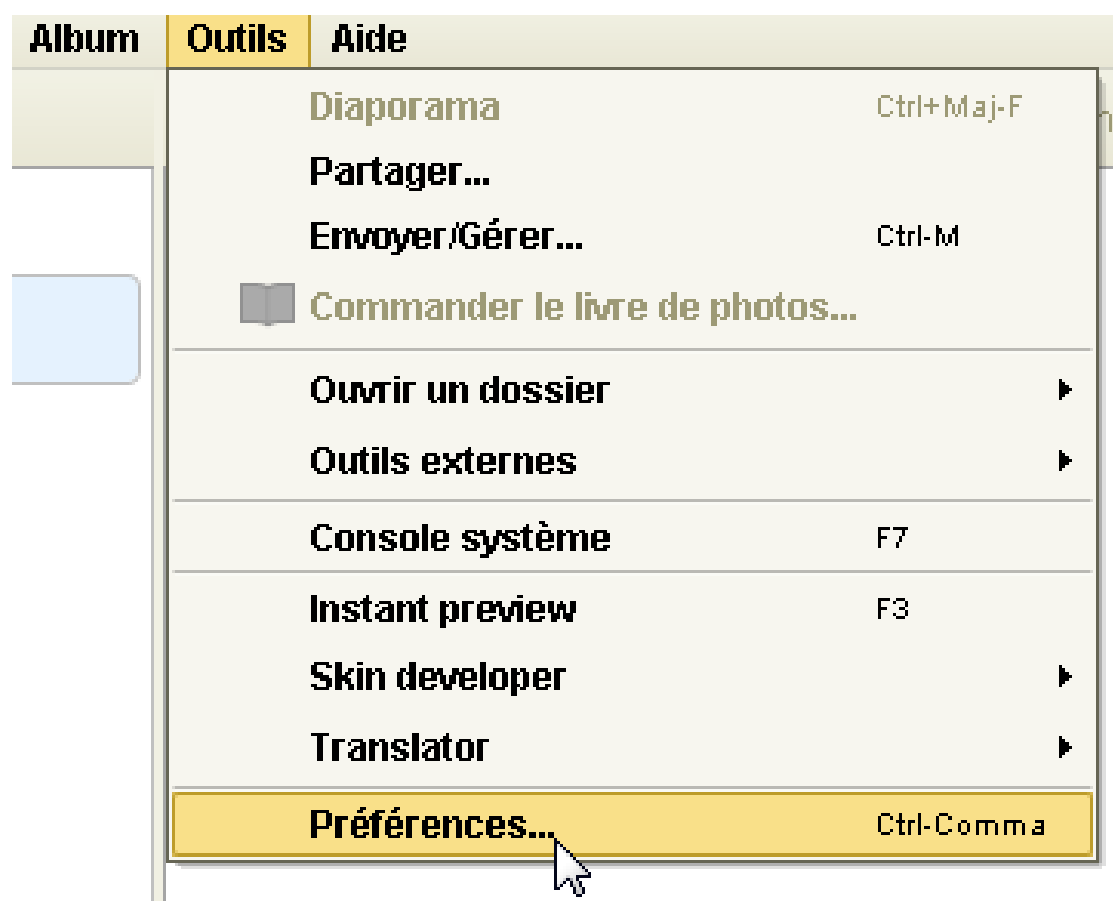 Album Outils Aide
Diaporama Ctrl+Maj-F
Partager...
Envoyer/Gérer... Ctrl-M
Commander le livre de photos...
Ouvrir un dossier
Outils externes
Console système F7
Instant preview F3
Skin developer
Translator
Préférences... Ctrl-Comma